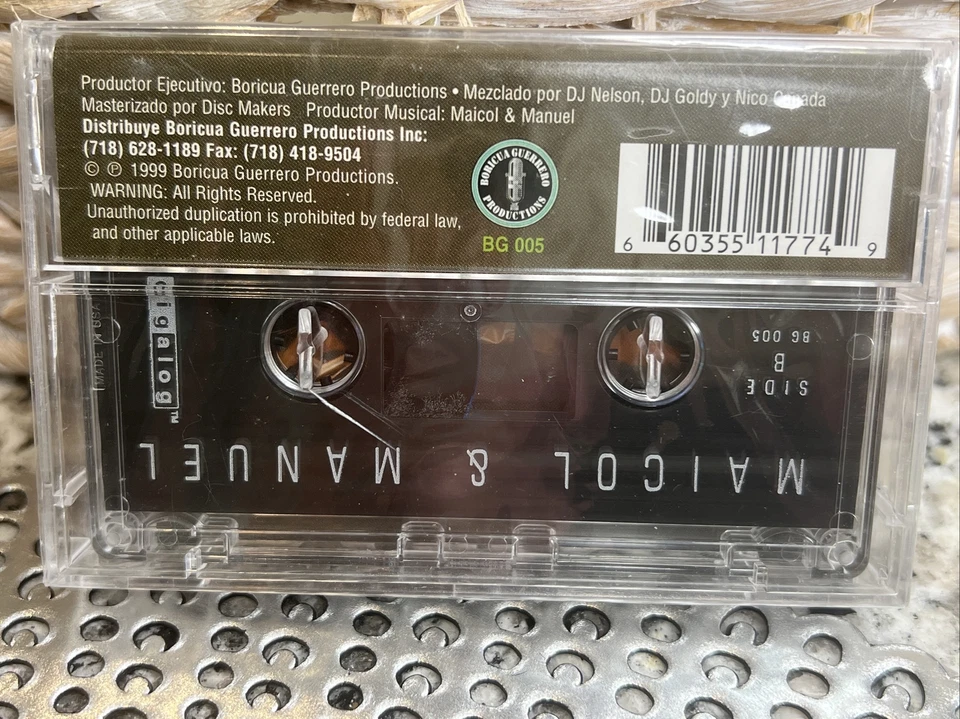 Productor Ejecutivo: Boricua Guerrero Productions • Mezclado por DJ Nelson, DJ Goldy y Nico Canada
Masterizado por Disc Makers Productor Musical: Maicol & Manuel
Distribuye Boricua Guerrero Productions Inc:
(718) 628-1189 Fax: (718) 418-9504
© ℗ 1999 Boricua Guerrero Productions.
WARNING: All Rights Reserved.
Unauthorized duplication is prohibited by federal law,
and other applicable laws.
BORICUA GUERRERO
PRODUCTIONS
BG 005
6 60355 11774 9
MAICOL & MANUEL
SIDE
B
BG 005
digalog™
MADE IN USA